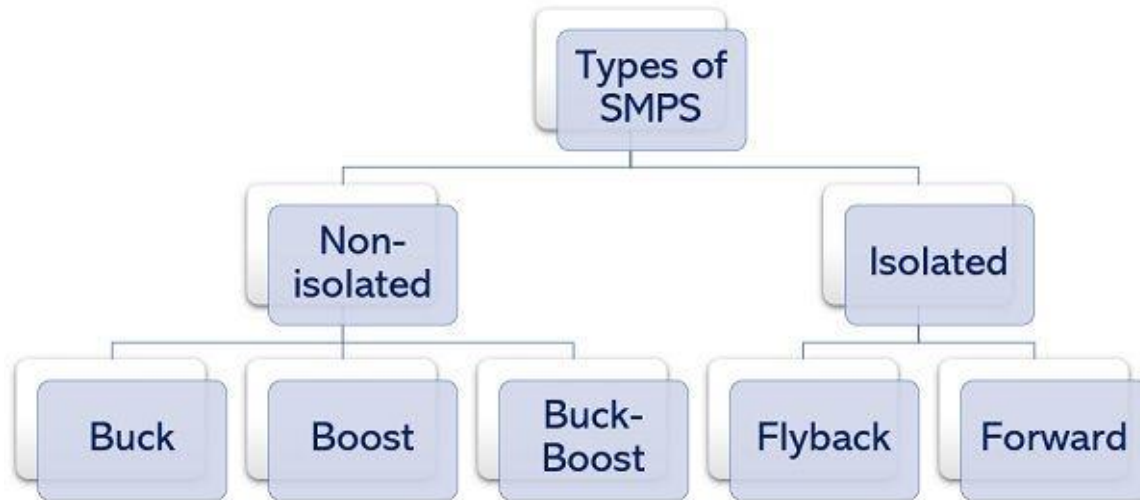 Types of
SMPS
Non-
isolated
Isolated
Buck
Boost
Buck-
Boost
Flyback
Forward